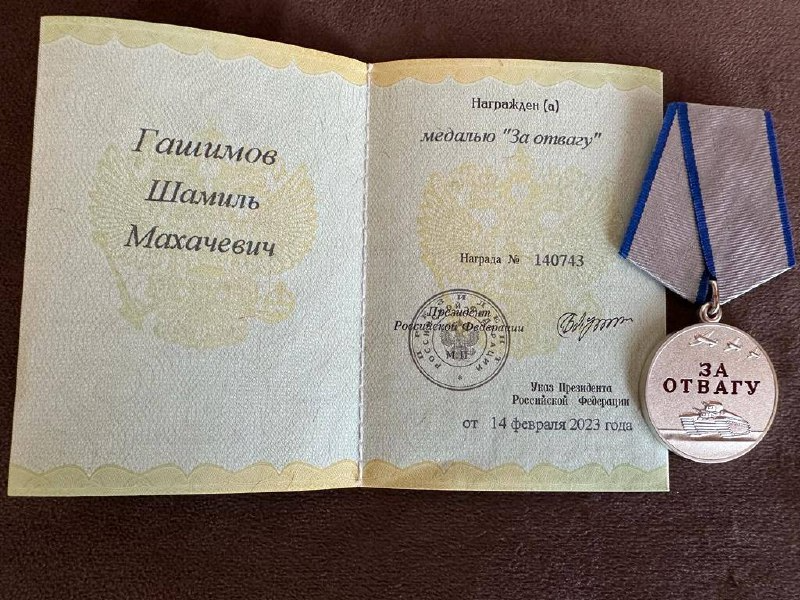 Гашимов
Шамиль
Махачевич
Награжден (а)
медалью "За отвагу"
Награда № 140743
Президент
Российской Федерации
М.П.
Указ Президента
Российской Федерации
от 14 февраля 2023 года
ЗА
ОТВАГУ